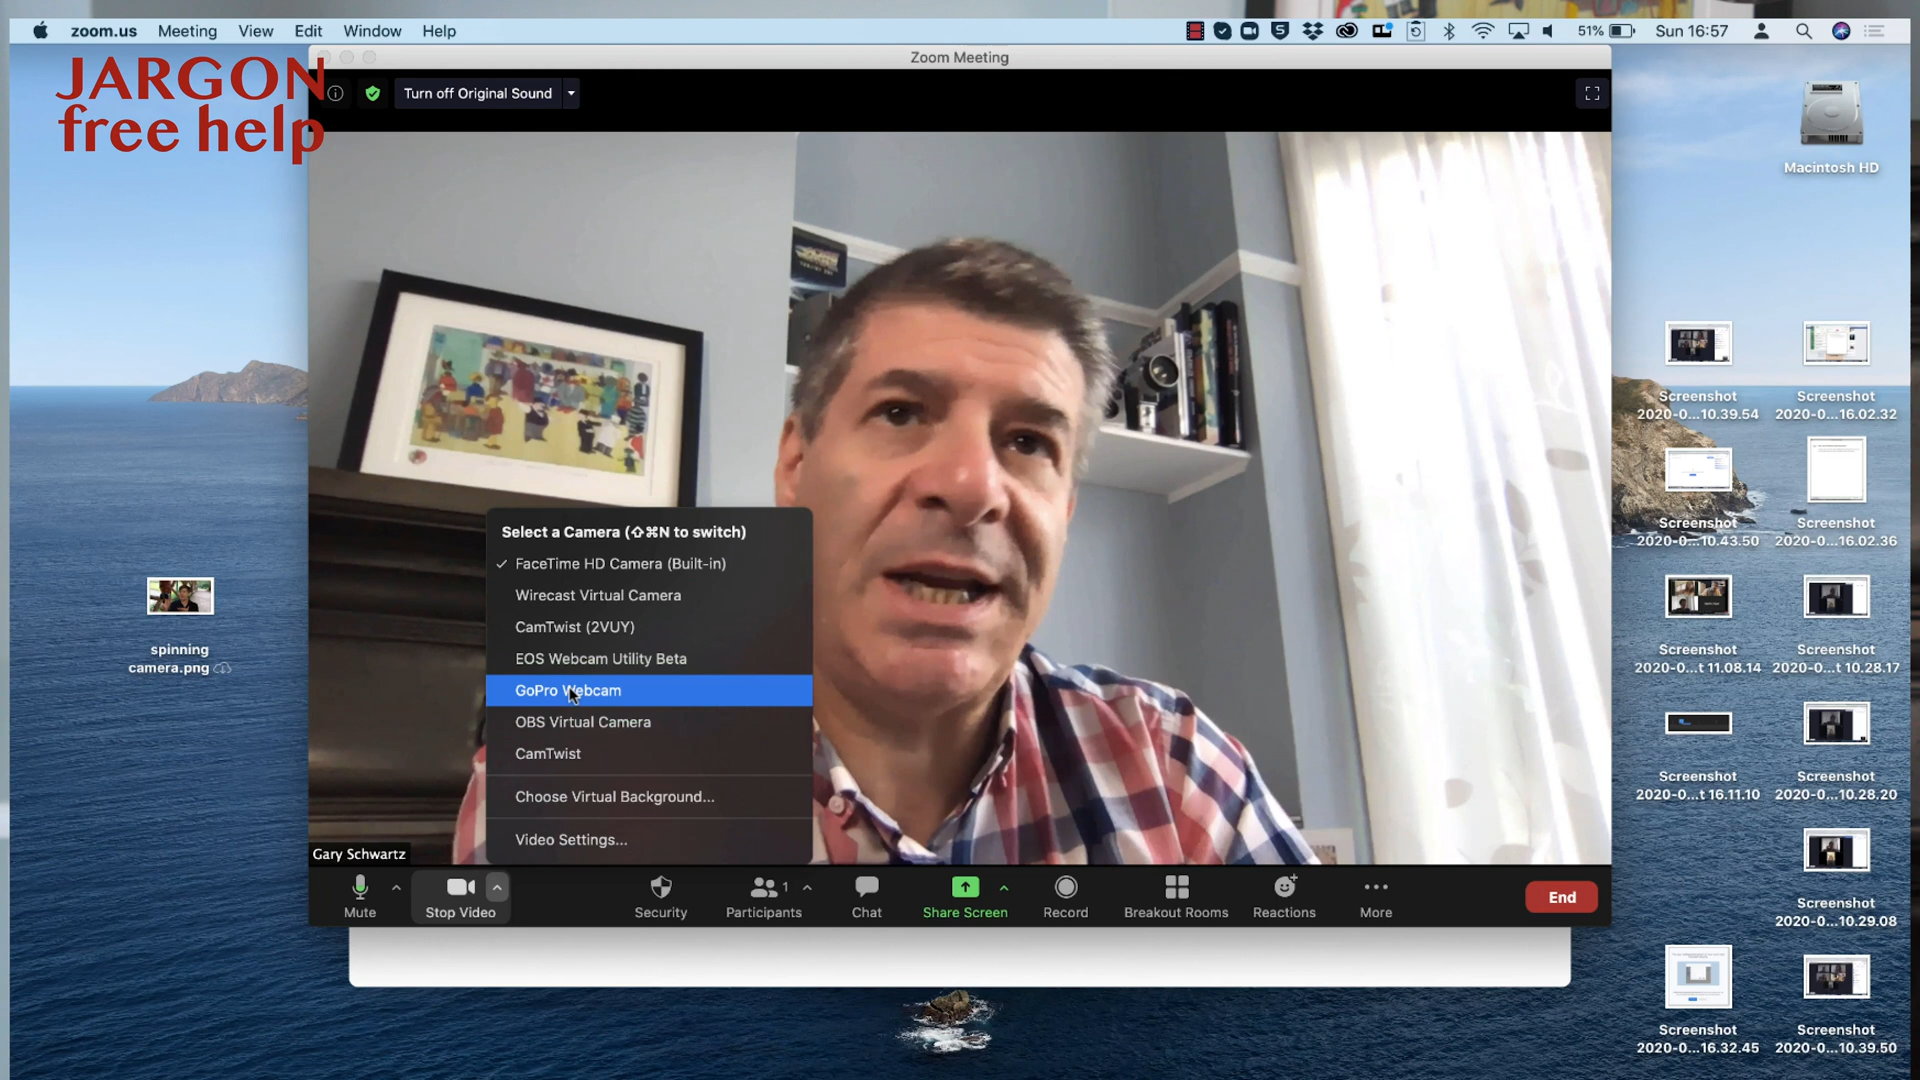 zoom.us Meeting View Edit Window Help
51% Sun 16:57
JARGON
free help
Zoom Meeting
Turn off Original Sound
Macintosh HD
Select a Camera (⇧⌘N to switch)
✓ FaceTime HD Camera (Built-in)
Wirecast Virtual Camera
CamTwist (2VUY)
EOS Webcam Utility Beta
GoPro Webcam
OBS Virtual Camera
CamTwist
Choose Virtual Background...
Video Settings...
Gary Schwartz
Mute
Stop Video
Security
1
Participants
Chat
Share Screen
Record
Breakout Rooms
Reactions
More
End
spinning
camera.png
Screenshot
2020-0...10.39.54
Screenshot
2020-0...16.02.32
Screenshot
2020-0...10.43.50
Screenshot
2020-0...16.02.36
Screenshot
2020-0...t 11.08.14
Screenshot
2020-0...t 10.28.17
Screenshot
2020-0...t 16.11.10
Screenshot
2020-0...10.28.20
Screenshot
2020-0...10.29.08
Screenshot
2020-0...16.32.45
Screenshot
2020-0...10.39.50